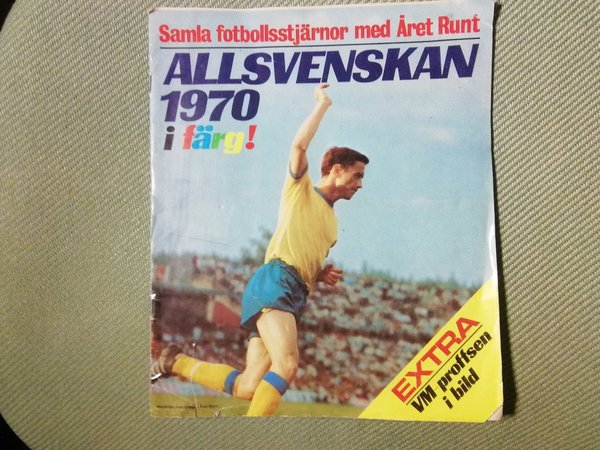 Samla fotbollsstjärnor med Året Runt
ALLSVENSKAN
1970
i färg!
EXTRA
VM proffsen
i bild